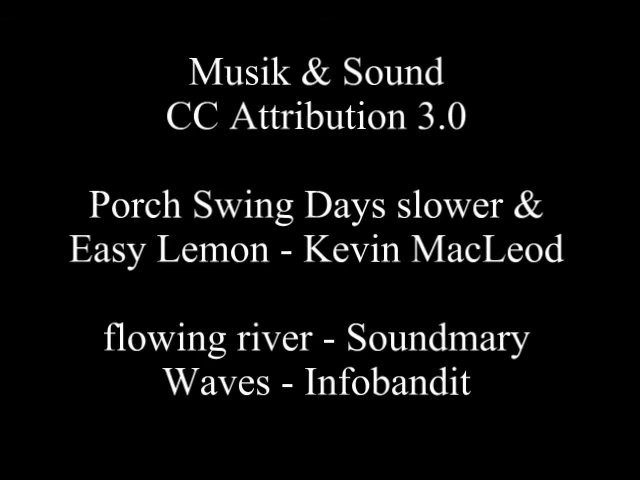 Musik & Sound
CC Attribution 3.0
Porch Swing Days slower &
Easy Lemon - Kevin MacLeod
flowing river - Soundmary
Waves - Infobandit